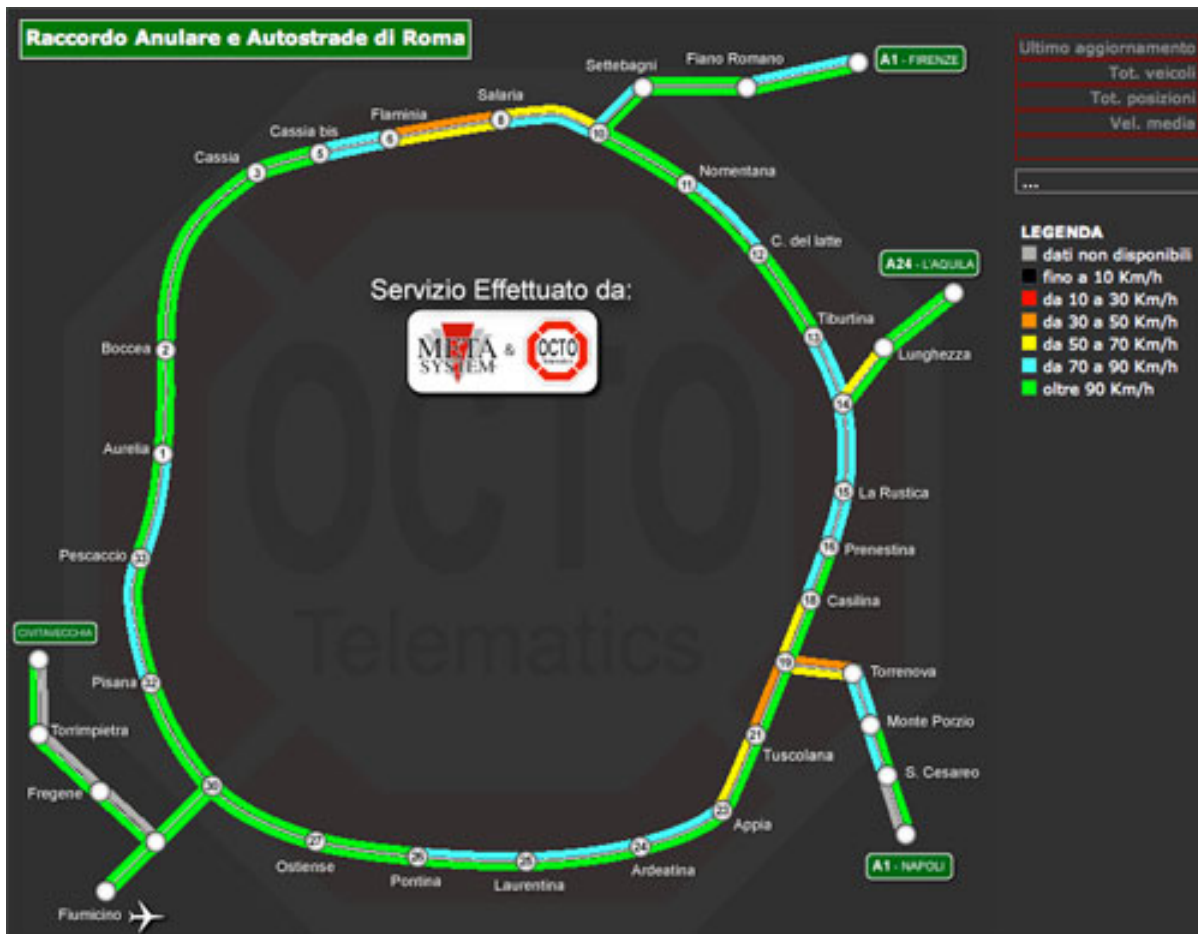 Raccordo Anulare e Autostrade di Roma
Ultimo aggiornamento
Tot. veicoli
Tot. posizioni
Vel. media
...
LEGENDA
dati non disponibili
fino a 10 Km/h
da 10 a 30 Km/h
da 30 a 50 Km/h
da 50 a 70 Km/h
da 70 a 90 Km/h
oltre 90 Km/h
Settebagni
Fiano Romano
A1 - FIRENZE
Salaria
8
Flaminia
6
Cassia bis
5
Cassia
3
10
Nomentana
11
C. del latte
12
A24 - L'AQUILA
Tiburtina
13
Lunghezza
14
Servizio Effettuato da:
META
SYSTEM
&
OCTO
Telematics
Boccea
2
Aurelia
1
La Rustica
15
Prenestina
16
Casilina
18
Pescaccio
33
OCTO
Telematics
CIVITAVECCHIA
Pisana
32
19
Torrenova
Monte Porzio
S. Cesareo
A1 - NAPOLI
Torrimpietra
Fregene
30
Fiumicino
21
Tuscolana
23
Appia
27
Ostiense
26
Pontina
25
Laurentina
24
Ardeatina